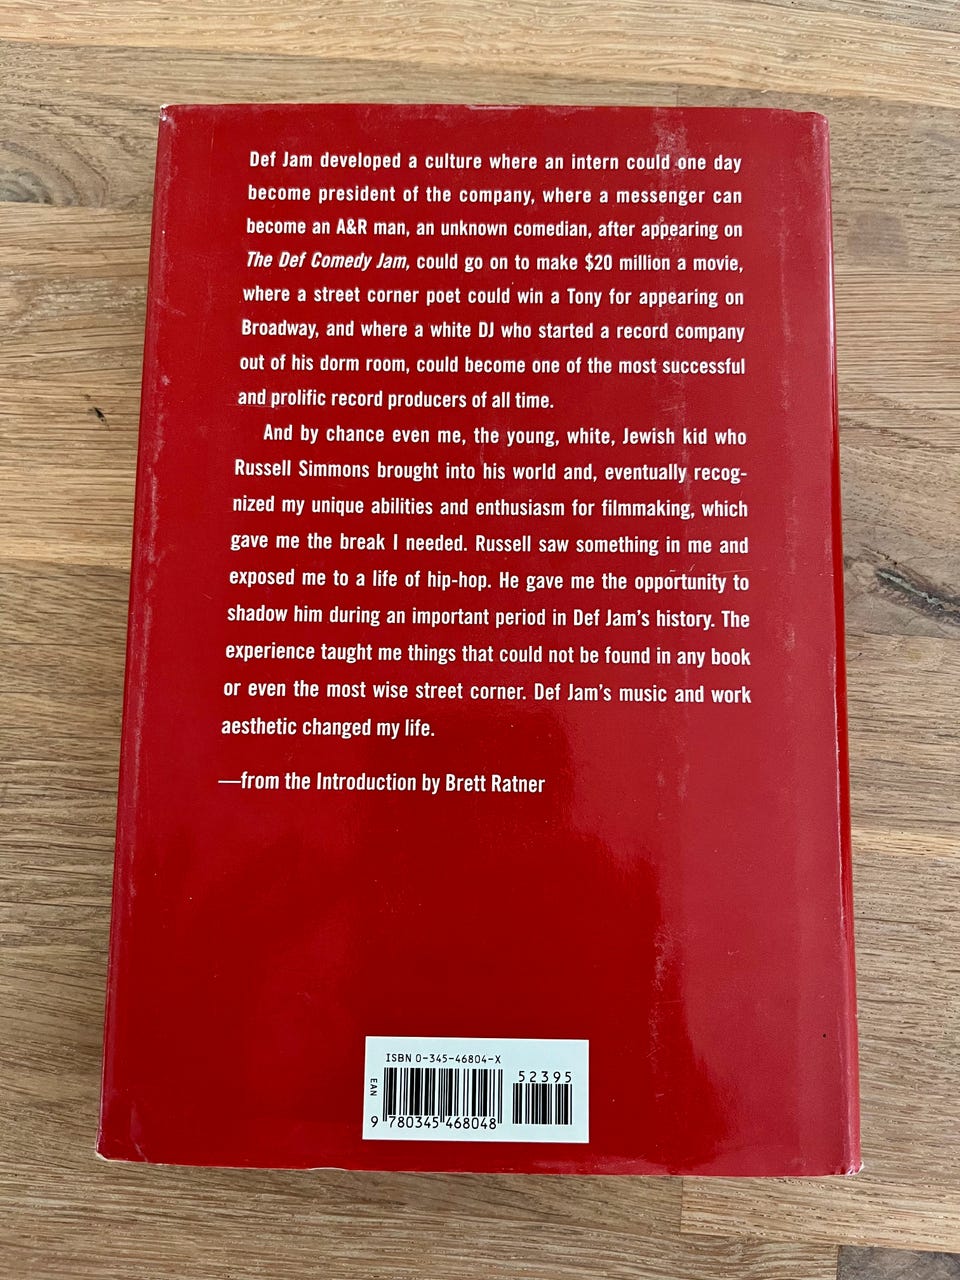 Def Jam developed a culture where an intern could one day
become president of the company, where a messenger can
become an A&R man, an unknown comedian, after appearing on
The Def Comedy Jam, could go on to make $20 million a movie,
where a street corner poet could win a Tony for appearing on
Broadway, and where a white DJ who started a record company
out of his dorm room, could become one of the most successful
and prolific record producers of all time.
And by chance even me, the young, white, Jewish kid who
Russell Simmons brought into his world and, eventually recog-
nized my unique abilities and enthusiasm for filmmaking, which
gave me the break I needed. Russell saw something in me and
exposed me to a life of hip-hop. He gave me the opportunity to
shadow him during an important period in Def Jam's history. The
experience taught me things that could not be found in any book
or even the most wise street corner. Def Jam's music and work
aesthetic changed my life.
—from the Introduction by Brett Ratner
ISBN 0-345-46804-X
52395
EAN
9 780345 468048